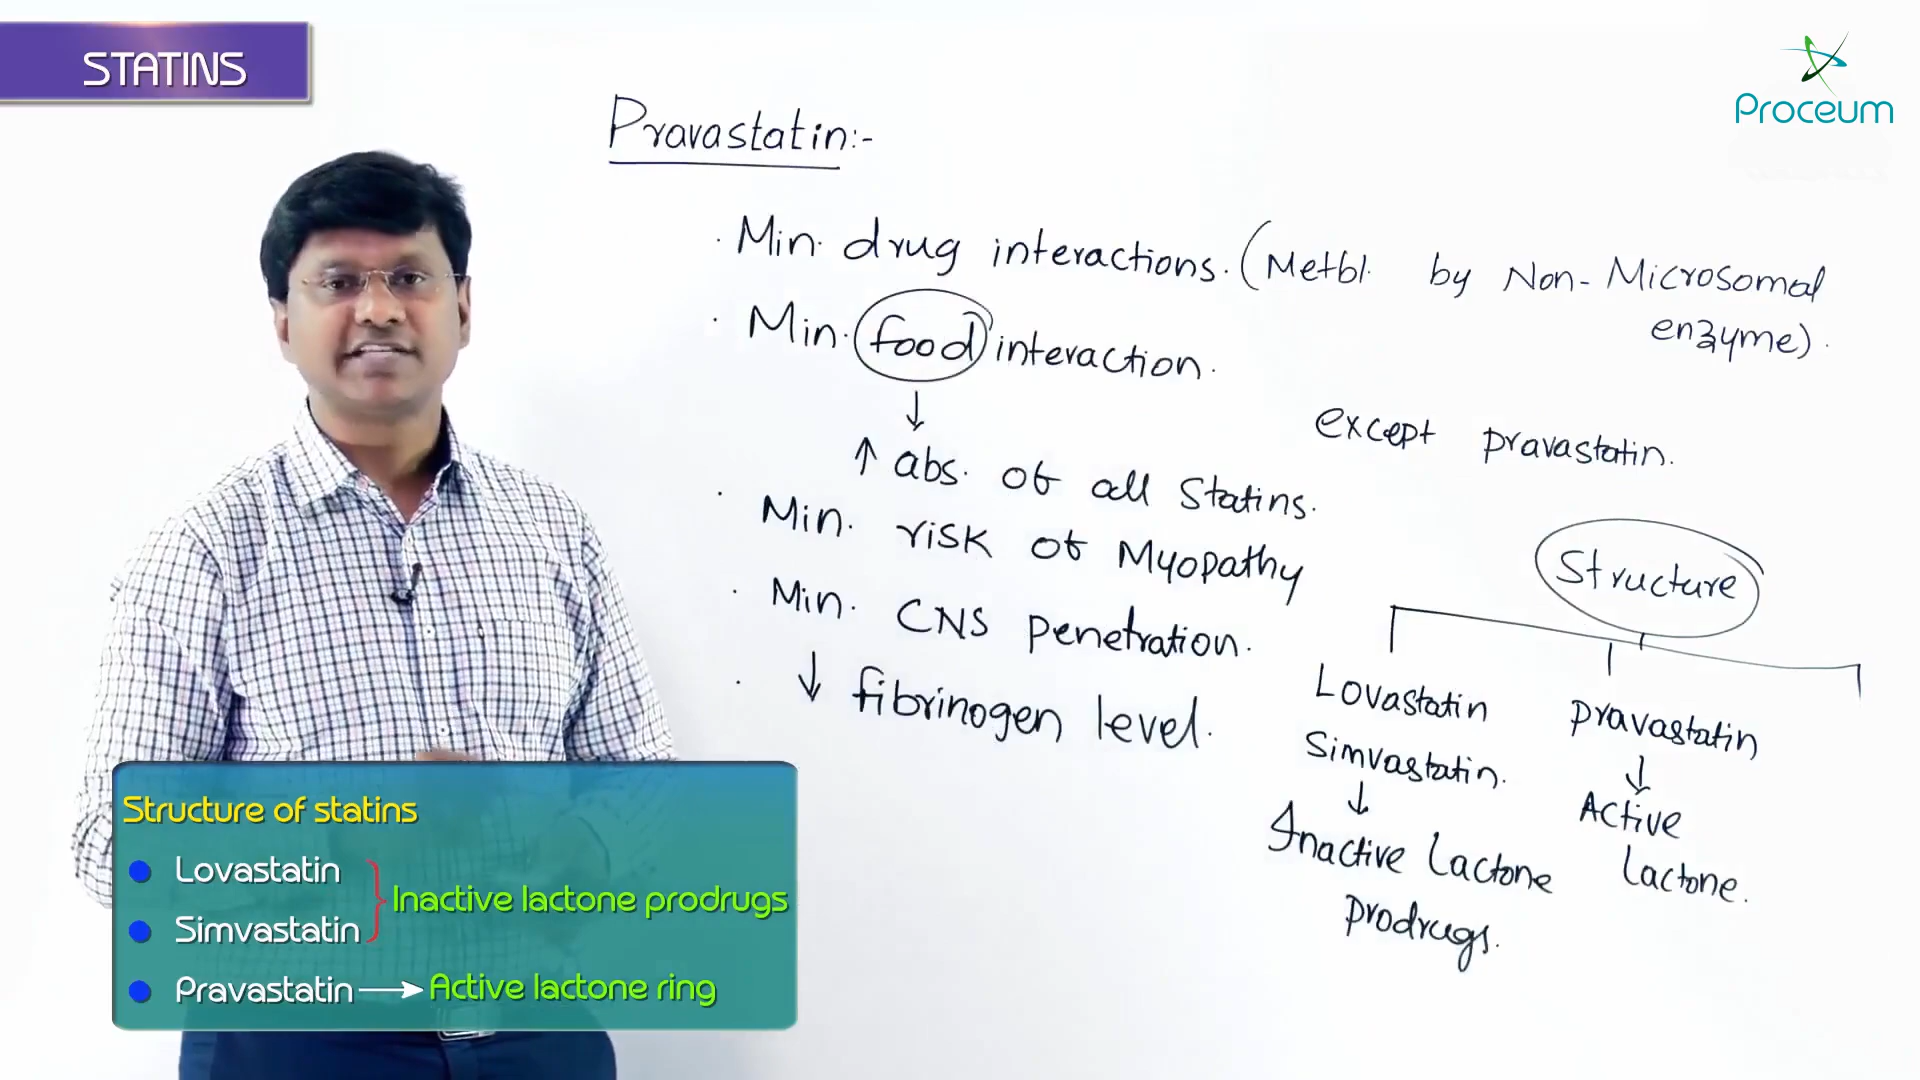 STATINS
Proceum
Pravastatin:-
. Min. drug interactions. (Metbl. by Non-Microsomal
enzyme).
. Min. food interaction.
↓
↑ abs. of all statins. except pravastatin.
. Min. risk of Myopathy
. Min. CNS penetration.
. ↓ fibrinogen level.
Structure
Lovastatin
Simvastatin.
↓
Inactive lactone
prodrugs.
pravastatin
↓
Active
lactone.
Structure of statins
Lovastatin
Simvastatin
Inactive lactone prodrugs
Pravastatin → Active lactone ring